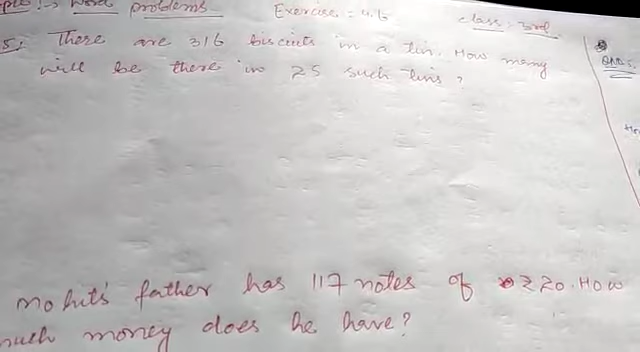 Word problems Exercise = 4.6 class: 3rd
5. There are 316 biscuits in a tin. How many
will be there in 25 such tins?
Mohit's father has 117 notes of ₹20. How
much money does he have?